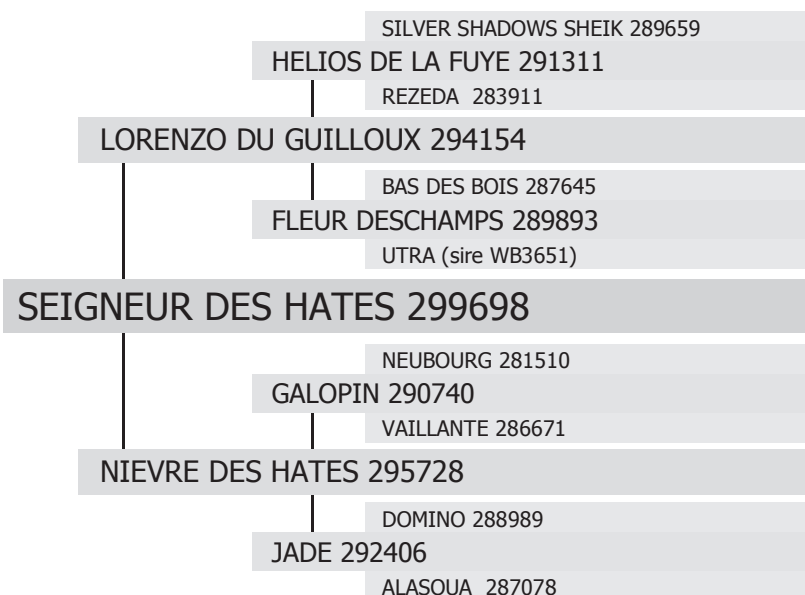 SILVER SHADOWS SHEIK 289659
HELIOS DE LA FUYE 291311
REZEDA 283911
LORENZO DU GUILLOUX 294154
BAS DES BOIS 287645
FLEUR DESCHAMPS 289893
UTRA (sire WB3651)
SEIGNEUR DES HATES 299698
NEUBOURG 281510
GALOPIN 290740
VAILLANTE 286671
NIEVRE DES HATES 295728
DOMINO 288989
JADE 292406
ALASQUA 287078